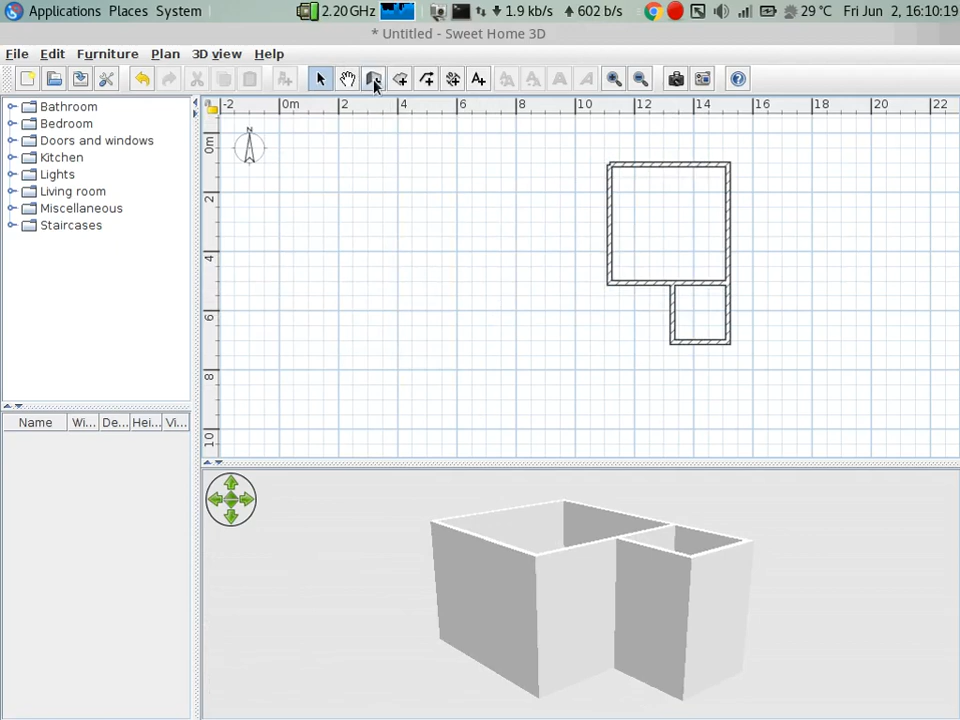 Applications Places System 2.20 GHz 1.9 kb/s 602 b/s 29 °C Fri Jun 2, 16:10:19
* Untitled - Sweet Home 3D
File Edit Furniture Plan 3D view Help
-2 0m 2 4 6 8 10 12 14 16 18 20 22
Bathroom
Bedroom
Doors and windows
Kitchen
Lights
Living room
Miscellaneous
Staircases
N
0m
2
4
6
8
10
Name Wi... De... Hei... Vi...